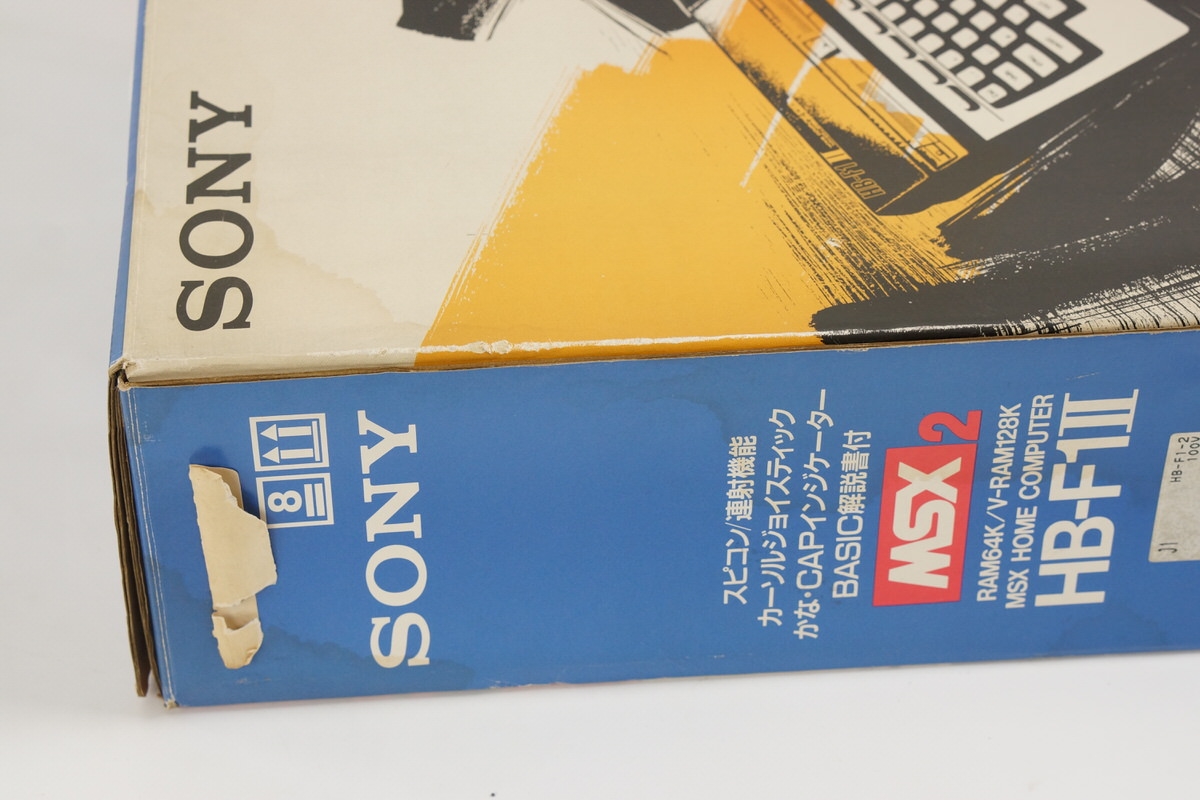 SONY
HB-F1 II
8
SONY
スピコン/連射機能
カーソルジョイスティック
かな・CAPインジケーター
BASIC解説書付
MSX2
RAM64K/V-RAM128K
MSX HOME COMPUTER
HB-F1II
HB-F1-2
100V
J1